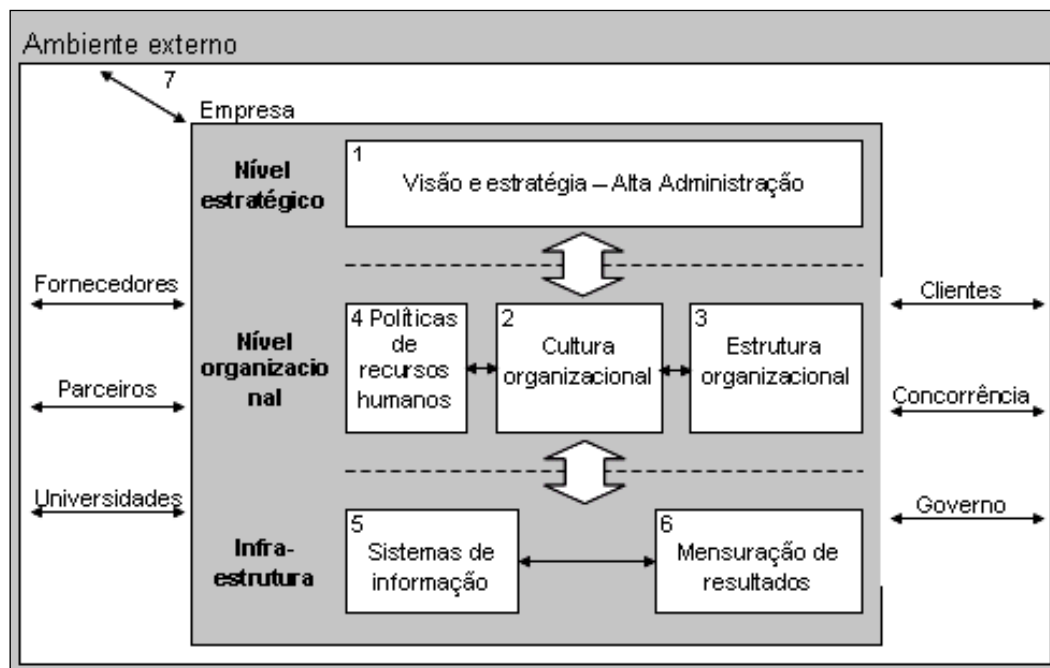 Ambiente externo
7
Empresa
Nível
estratégico
1
Visão e estratégia – Alta Administração
Fornecedores
Parceiros
Universidades
Nível
organizacio
nal
4 Políticas
de
recursos
humanos
2
Cultura
organizacional
3
Estrutura
organizacional
Clientes
Concorrência
Governo
Infra-
estrutura
5
Sistemas de
informação
6
Mensuração de
resultados